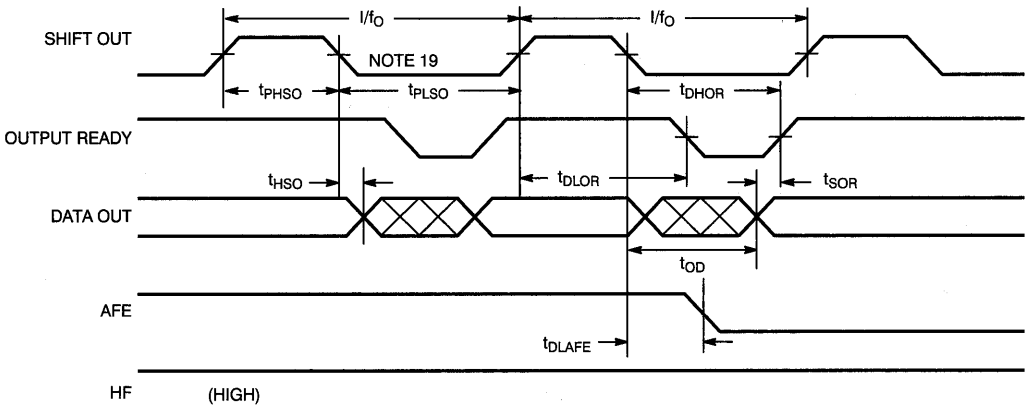 I/fO I/fO
SHIFT OUT
NOTE 19
tPHSO tPLSO tDHOR
OUTPUT READY
tHSO tDLOR tSOR
DATA OUT
tOD
AFE
tDLAFE
HF (HIGH)